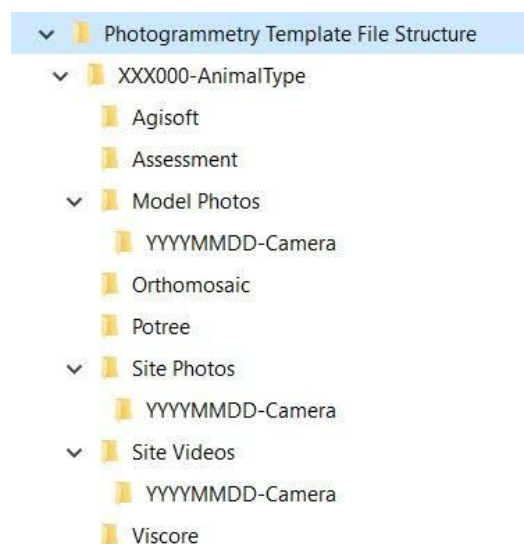 Photogrammetry Template File Structure
XXX000-AnimalType
Agisoft
Assessment
Model Photos
YYYYMMDD-Camera
Orthomosaic
Potree
Site Photos
YYYYMMDD-Camera
Site Videos
YYYYMMDD-Camera
Viscore